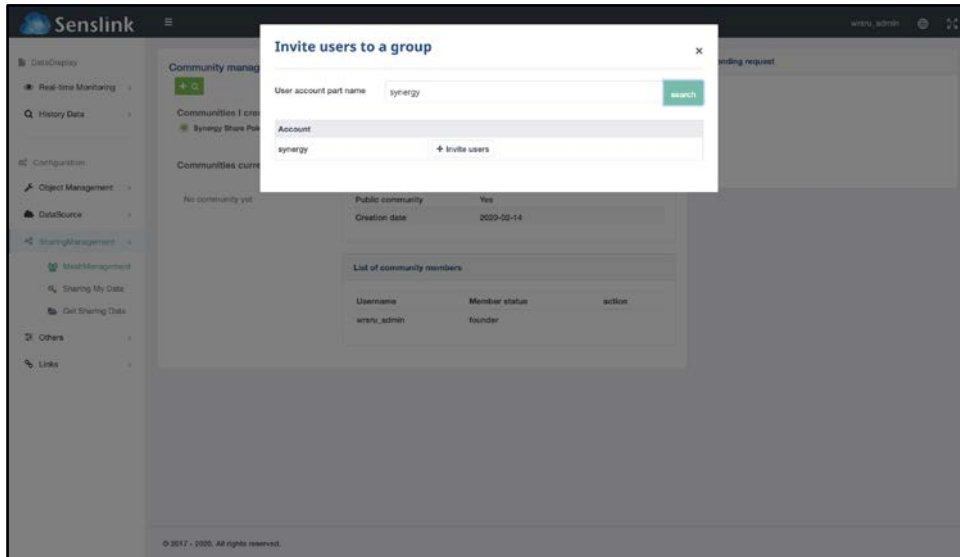 Senslink
wrsru_admin
DataDisplay
Real-time Monitoring
History Data
Configuration
Object Management
DataSource
SharingManagement
MeshManagement
Sharing My Data
Get Sharing Data
Others
Links
Community manag
Communities I crea
Synergy Share Poi
Communities curre
No community yet
Invite users to a group
×
User account part name
synergy
search
Account
synergy + Invite users
ending request
Public community Yes
Creation date 2020-02-14
List of community members
Username Member status action
wrsru_admin founder
© 2017 - 2020. All rights reserved.